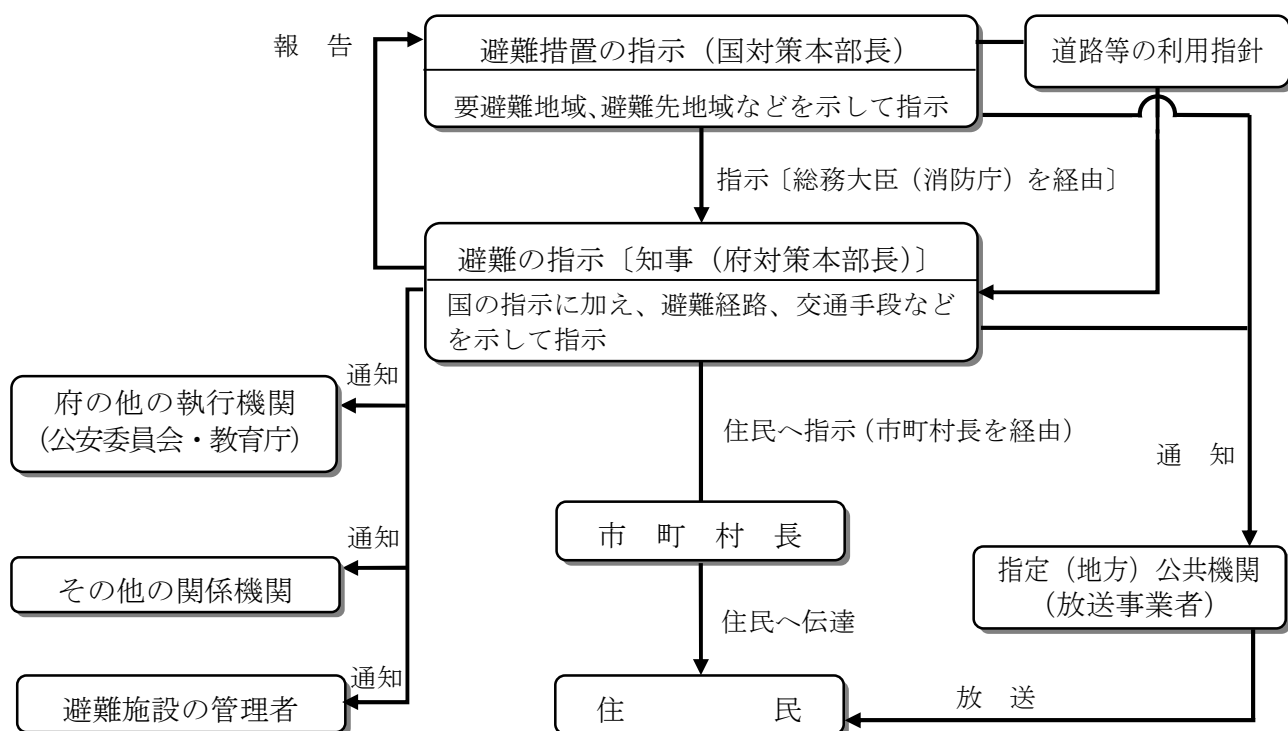 報　告
避難措置の指示（国対策本部長）
道路等の利用指針
要避難地域、避難先地域などを示して指示
指示〔総務大臣（消防庁）を経由〕
避難の指示〔知事（府対策本部長）〕
国の指示に加え、避難経路、交通手段など
を示して指示
通知
府の他の執行機関
（公安委員会・教育庁）
住民へ指示（市町村長を経由）
通　知
市　町　村　長
通知
その他の関係機関
指定（地方）公共機関
（放送事業者）
住民へ伝達
通知
避難施設の管理者
住　　　　民
放　送